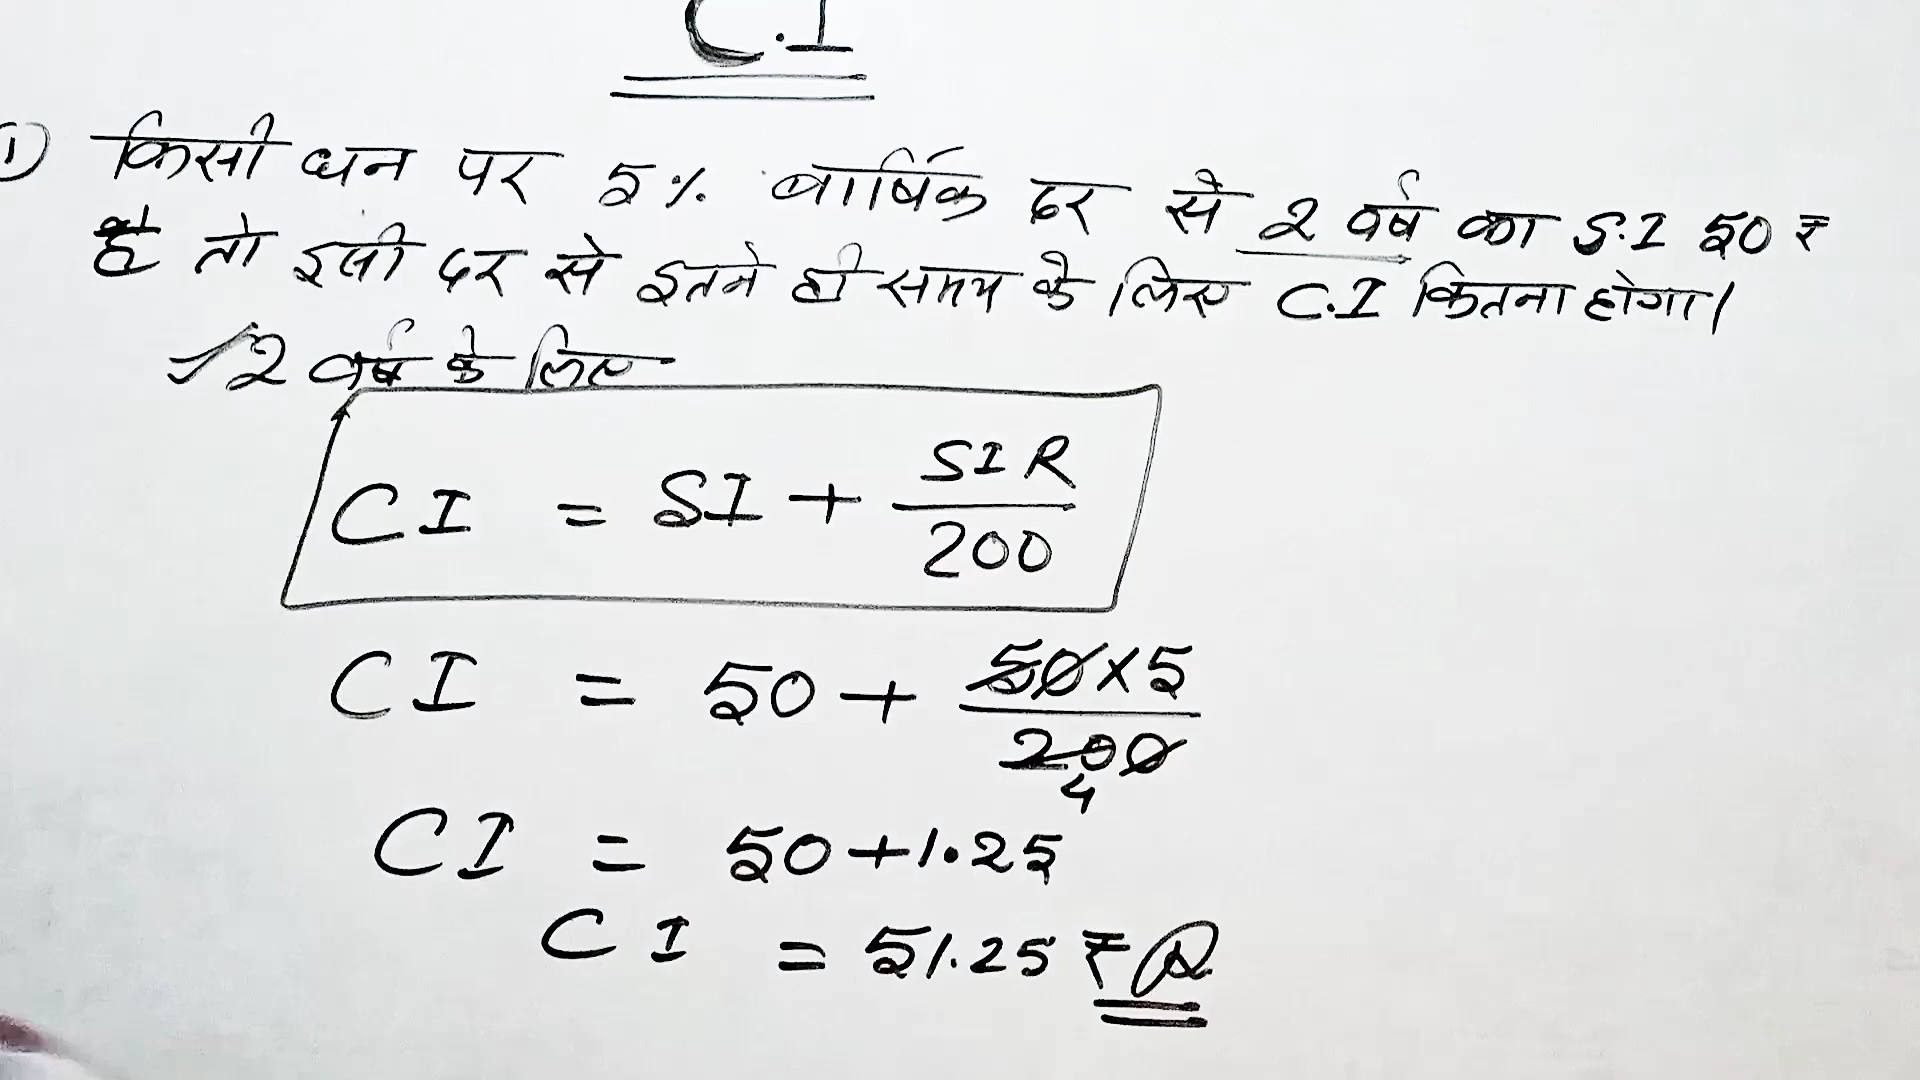 C.I
1) किसी धन पर 5% वार्षिक दर से 2 वर्ष का S.I 50 ₹
है तो इसी दर से इतने ही समय के लिए C.I कितना होगा।
2 वर्ष के लिए
CI = SI + SIR/200
CI = 50 + 50×5/200
4
CI = 50+1.25
CI = 51.25 ₹